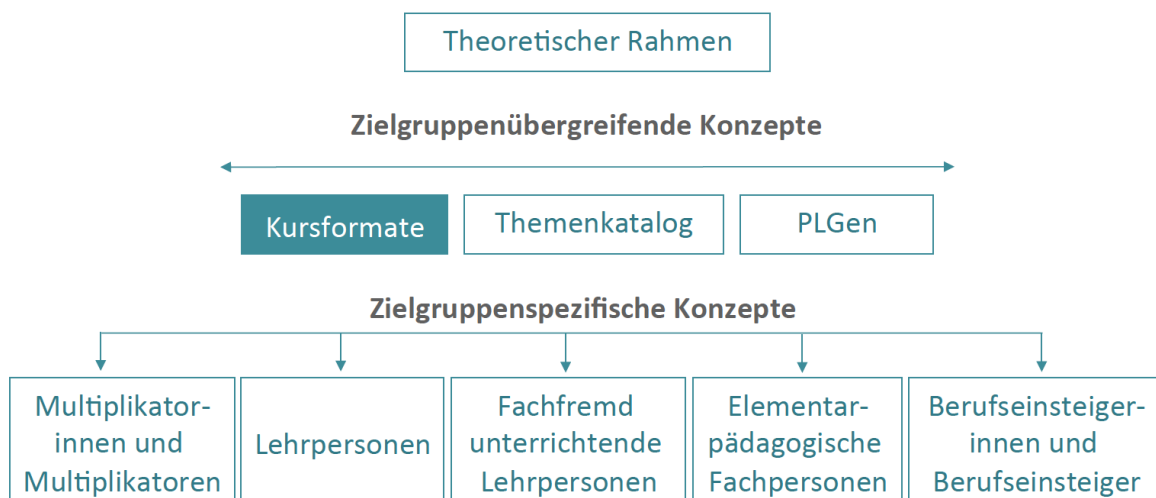 Theoretischer Rahmen
Zielgruppenübergreifende Konzepte
Kursformate
Themenkatalog
PLGen
Zielgruppenspezifische Konzepte
Multiplikator-
innen und
Multiplikatoren
Lehrpersonen
Fachfremd
unterrichtende
Lehrpersonen
Elementar-
pädagogische
Fachpersonen
Berufseinsteiger-
innen und
Berufseinsteiger